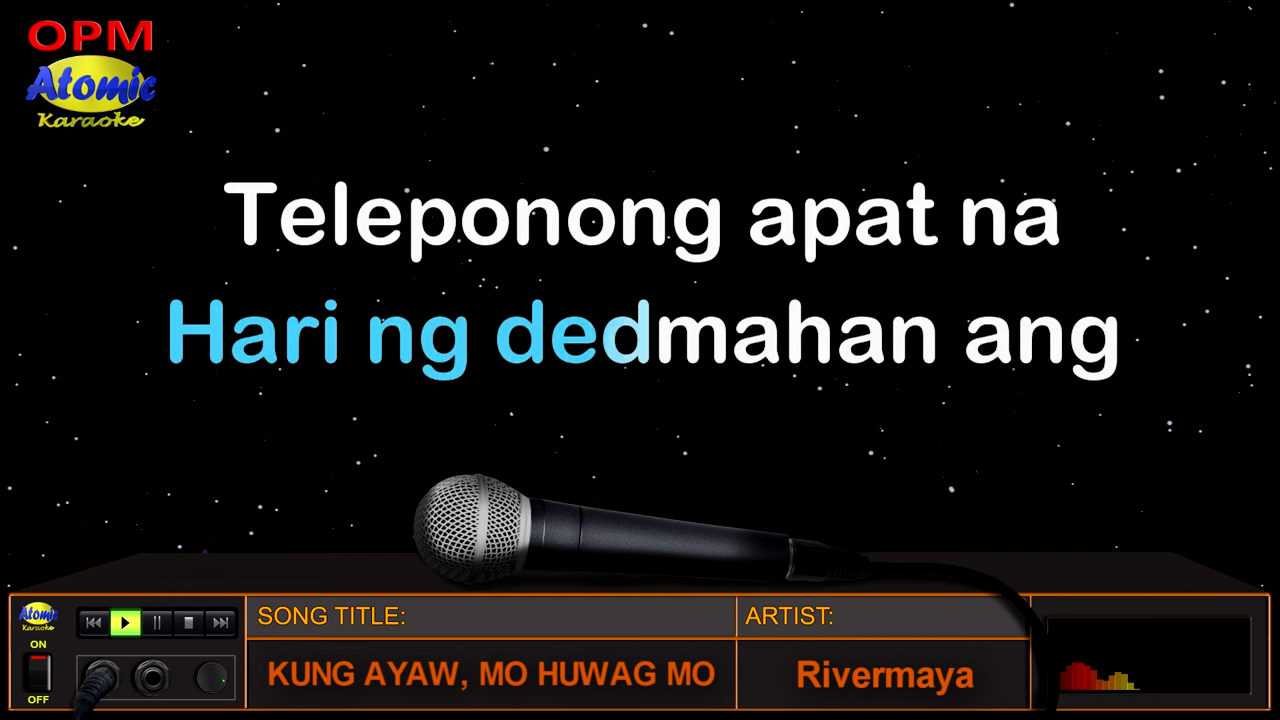 OPM
Atomic
Karaoke
Teleponong apat na
Hari ng dedmahan ang
Atomic
Karaoke
ON
OFF
SONG TITLE:
ARTIST:
KUNG AYAW, MO HUWAG MO
Rivermaya